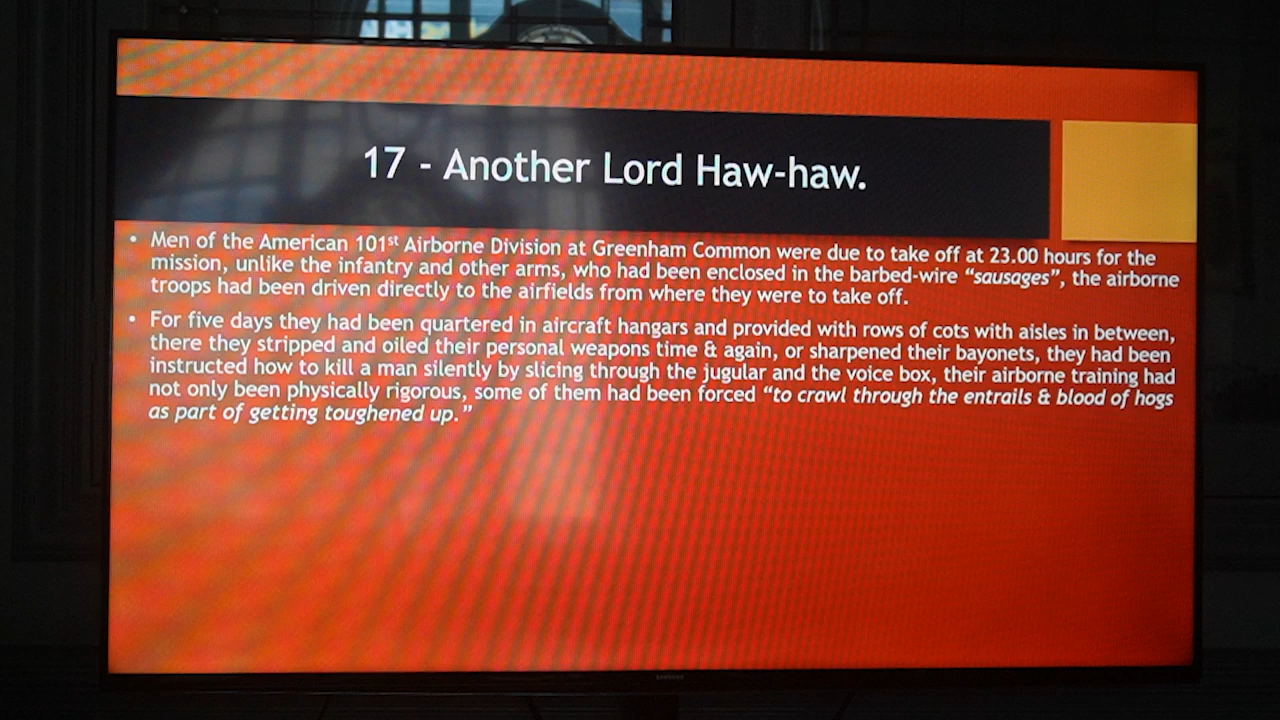 17 - Another Lord Haw-haw.
• Men of the American 101st Airborne Division at Greenham Common were due to take off at 23.00 hours for the
mission, unlike the infantry and other arms, who had been enclosed in the barbed-wire “sausages”, the airborne
troops had been driven directly to the airfields from where they were to take off.
• For five days they had been quartered in aircraft hangars and provided with rows of cots with aisles in between,
there they stripped and oiled their personal weapons time & again, or sharpened their bayonets, they had been
instructed how to kill a man silently by slicing through the jugular and the voice box, their airborne training had
not only been physically rigorous, some of them had been forced “to crawl through the entrails & blood of hogs
as part of getting toughened up.”
SAMSUNG